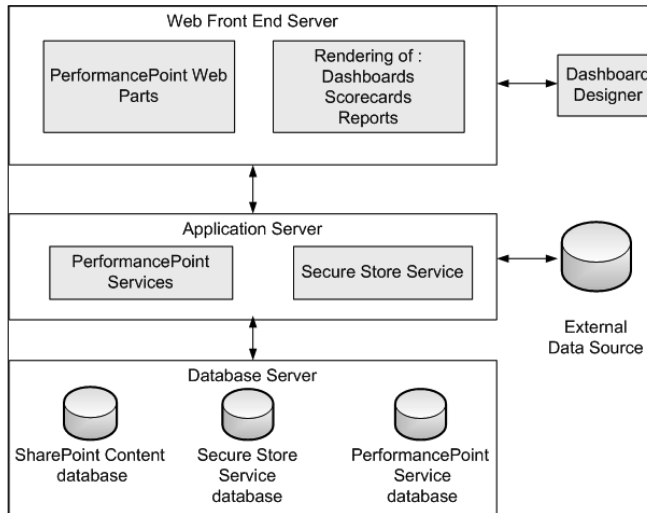 Web Front End Server
PerformancePoint Web
Parts
Rendering of :
Dashboards
Scorecards
Reports
Dashboard
Designer
Application Server
PerformancePoint
Services
Secure Store Service
External
Data Source
Database Server
SharePoint Content
database
Secure Store
Service
database
PerformancePoint
Service
database